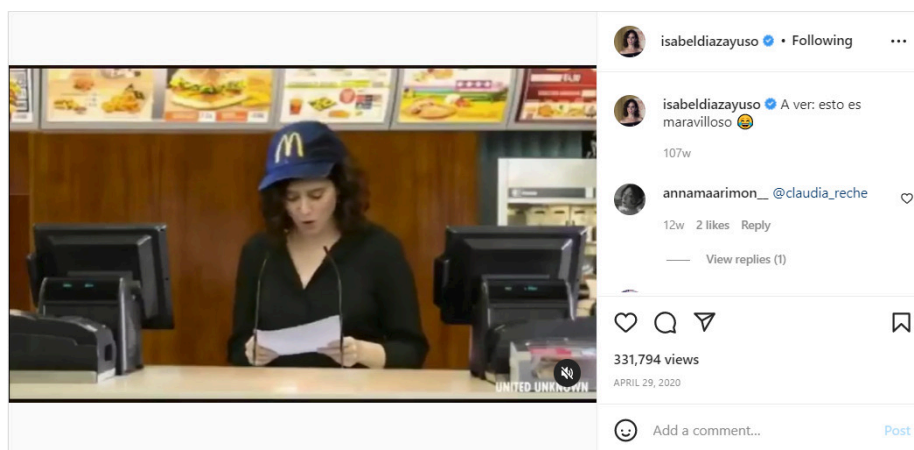 isabeldiazayuso • Following
isabeldiazayuso A ver: esto es
maravilloso 😂
107w
annamaarimon__ @claudia_reche
12w 2 likes Reply
View replies (1)
331,794 views
APRIL 29, 2020
Add a comment... Post
M
UNITED UNKNOWN